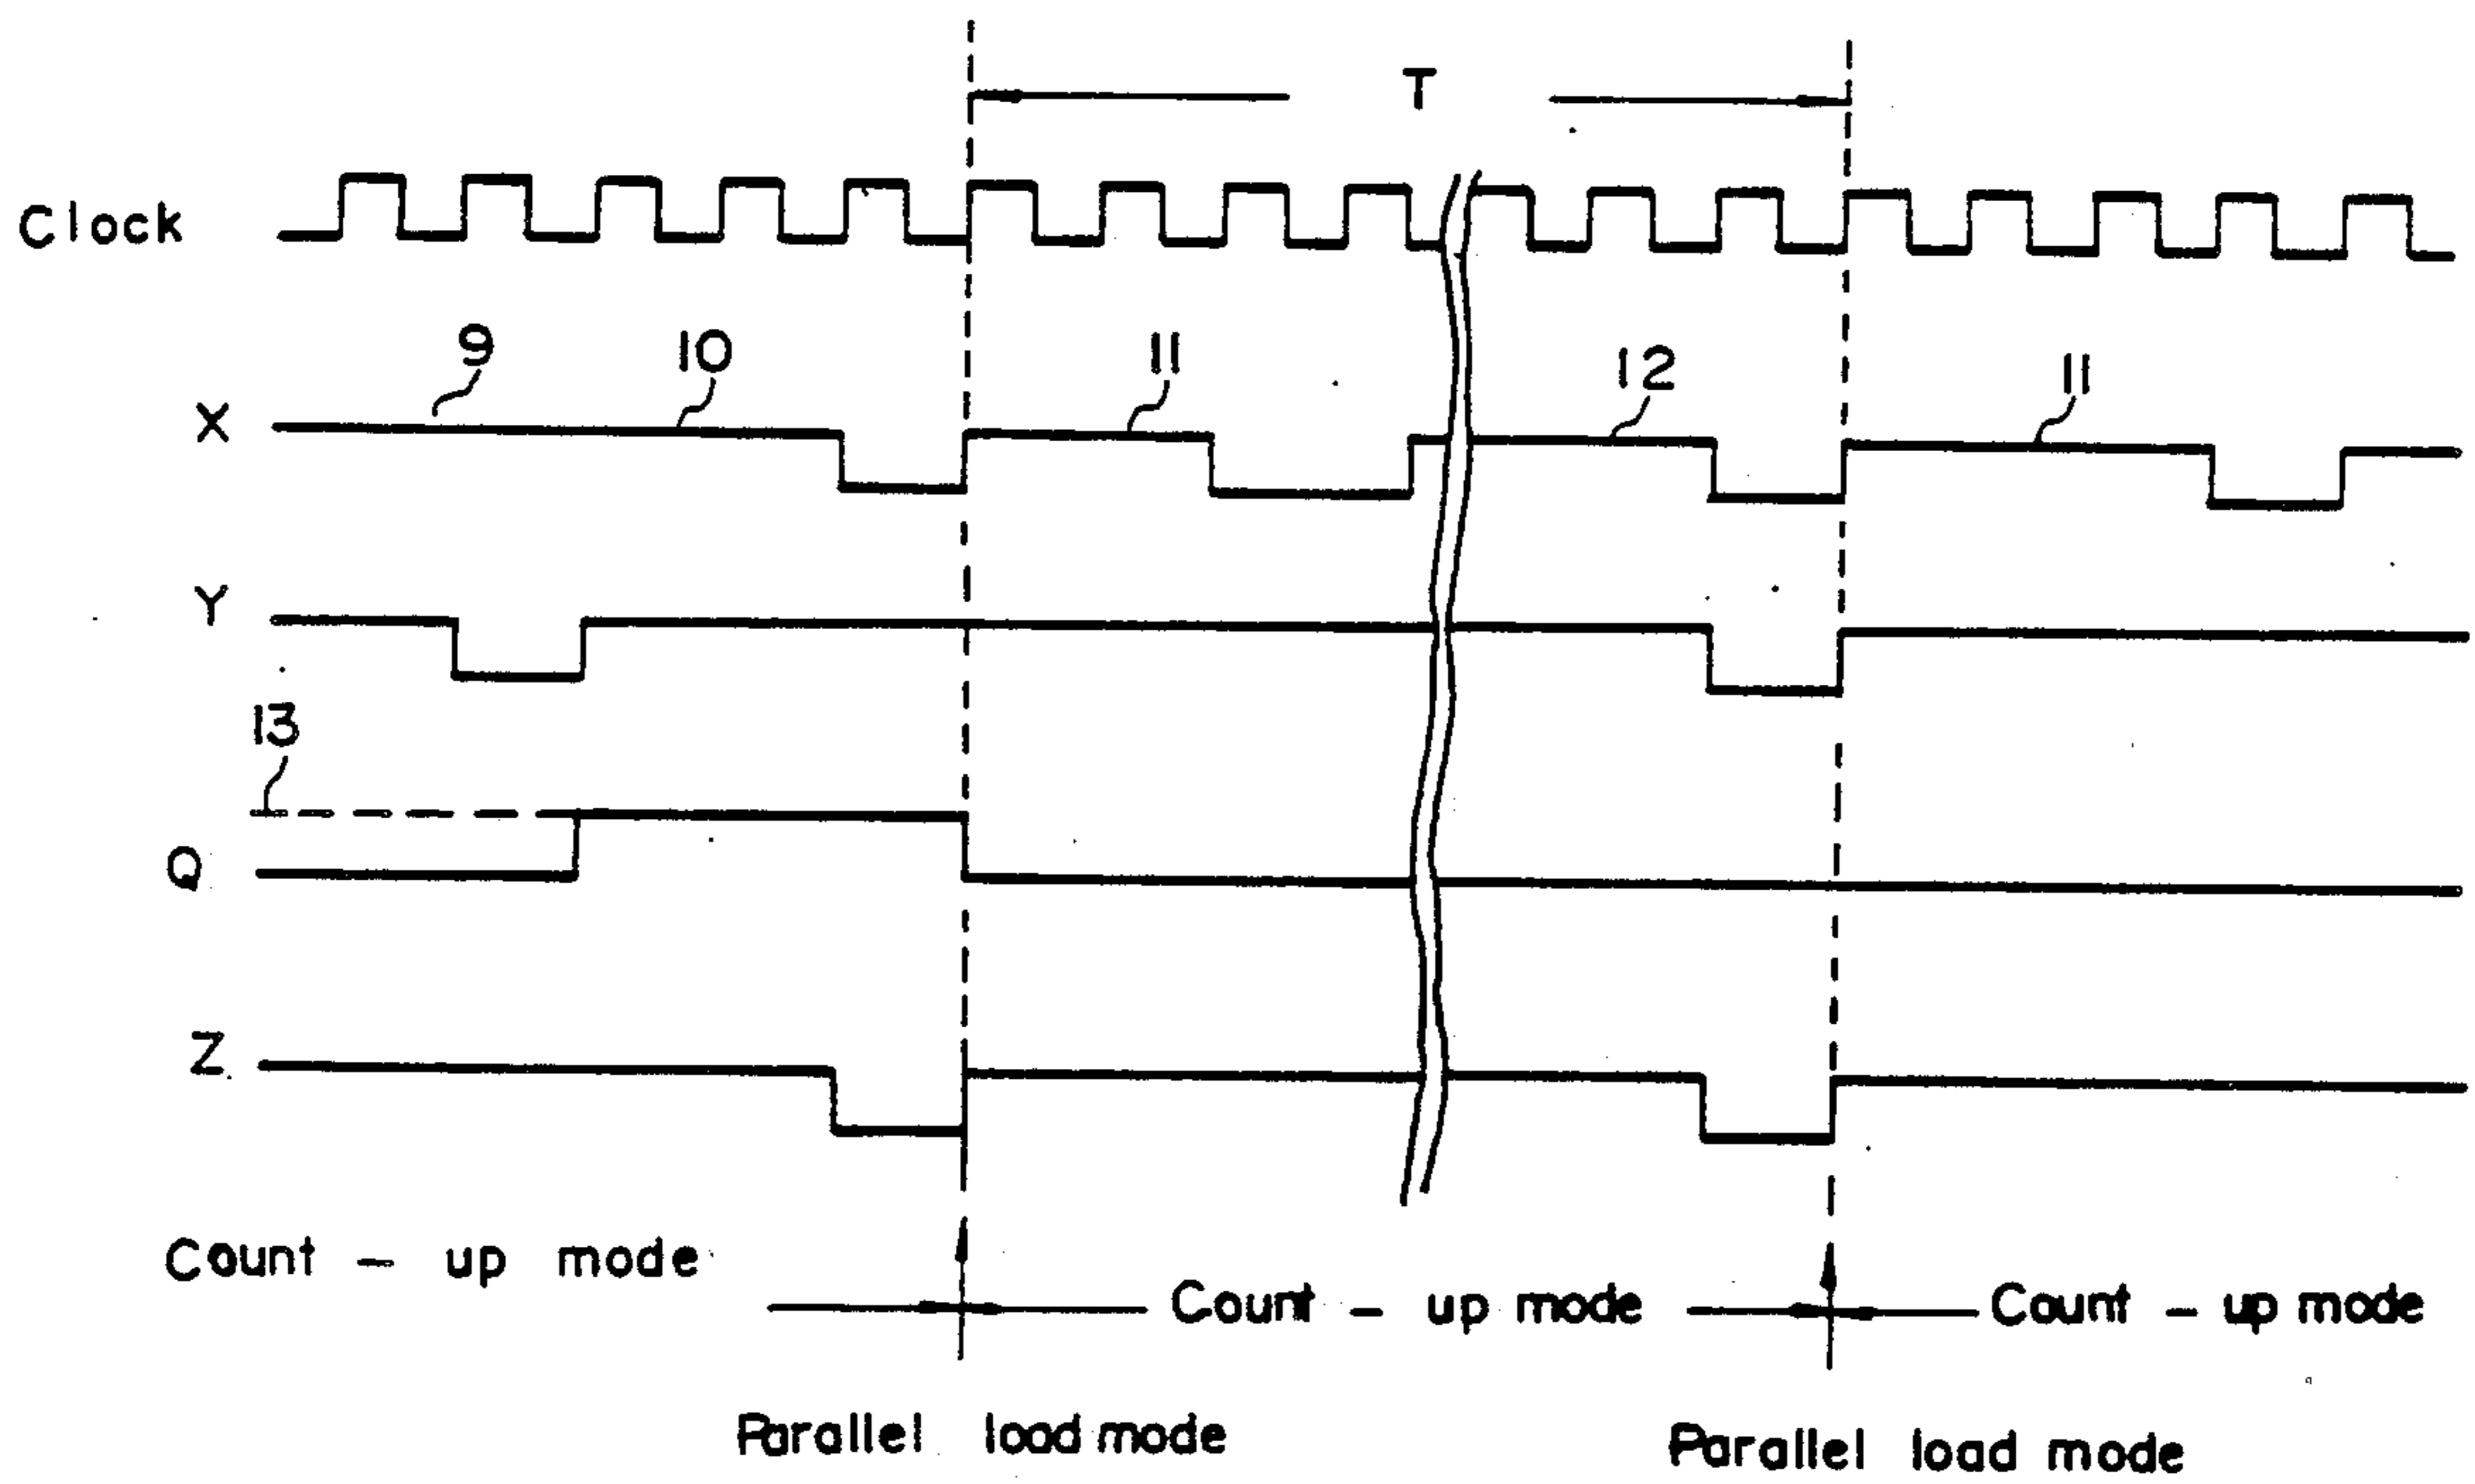 T
Clock
9
10
11
12
11
X
Y
13
Q
Z
Count - up mode
Count - up mode
Count - up mode
Parallel load mode
Parallel load mode